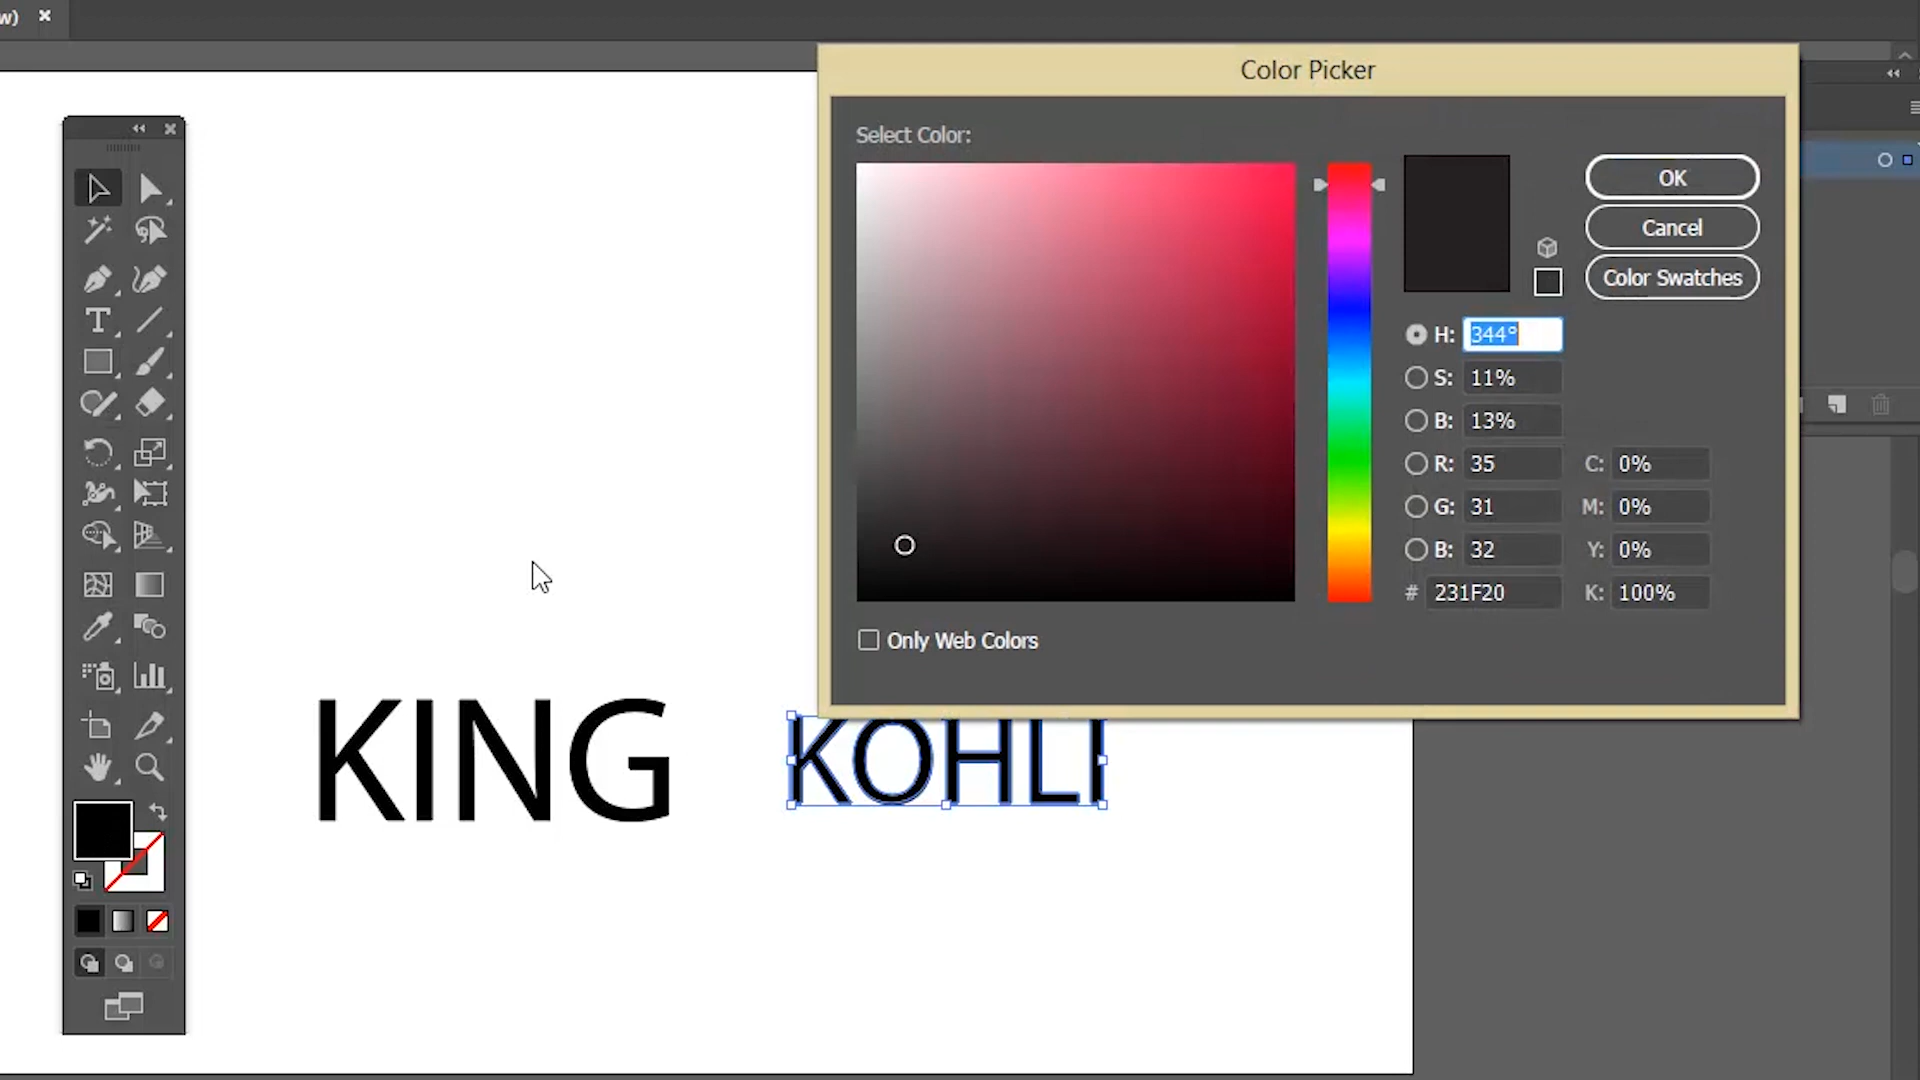 w) ×
Color Picker
Select Color:
OK
Cancel
Color Swatches
H: 344°
S: 11%
B: 13%
R: 35 C: 0%
G: 31 M: 0%
B: 32 Y: 0%
# 231F20 K: 100%
Only Web Colors
KING KOHLI